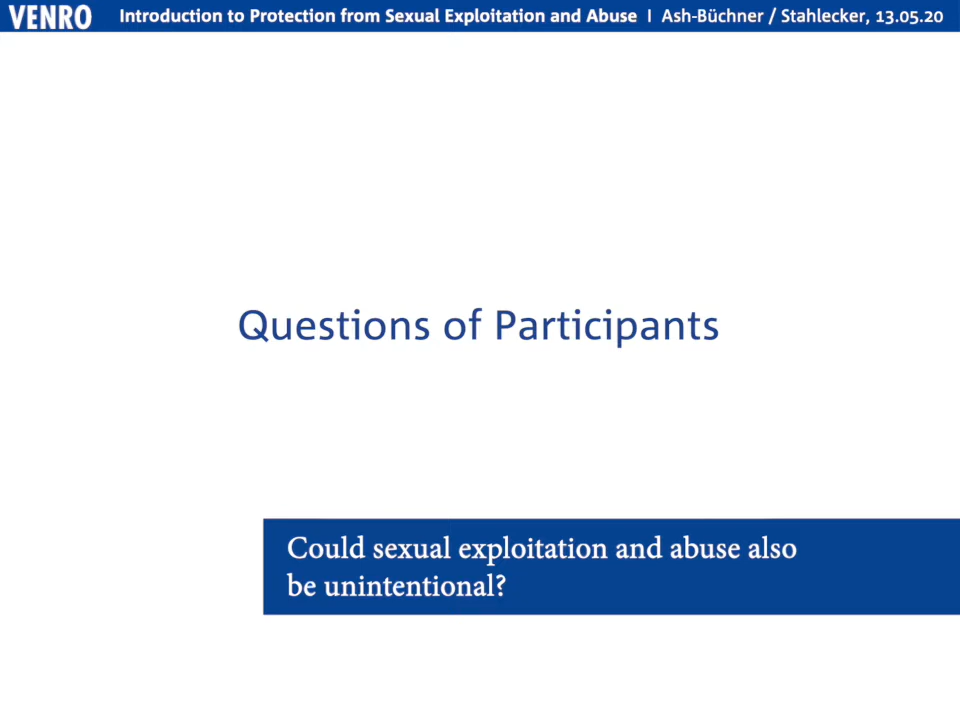 VENRO Introduction to Protection from Sexual Exploitation and Abuse I Ash-Büchner / Stahlecker, 13.05.20
Questions of Participants
Could sexual exploitation and abuse also
be unintentional?